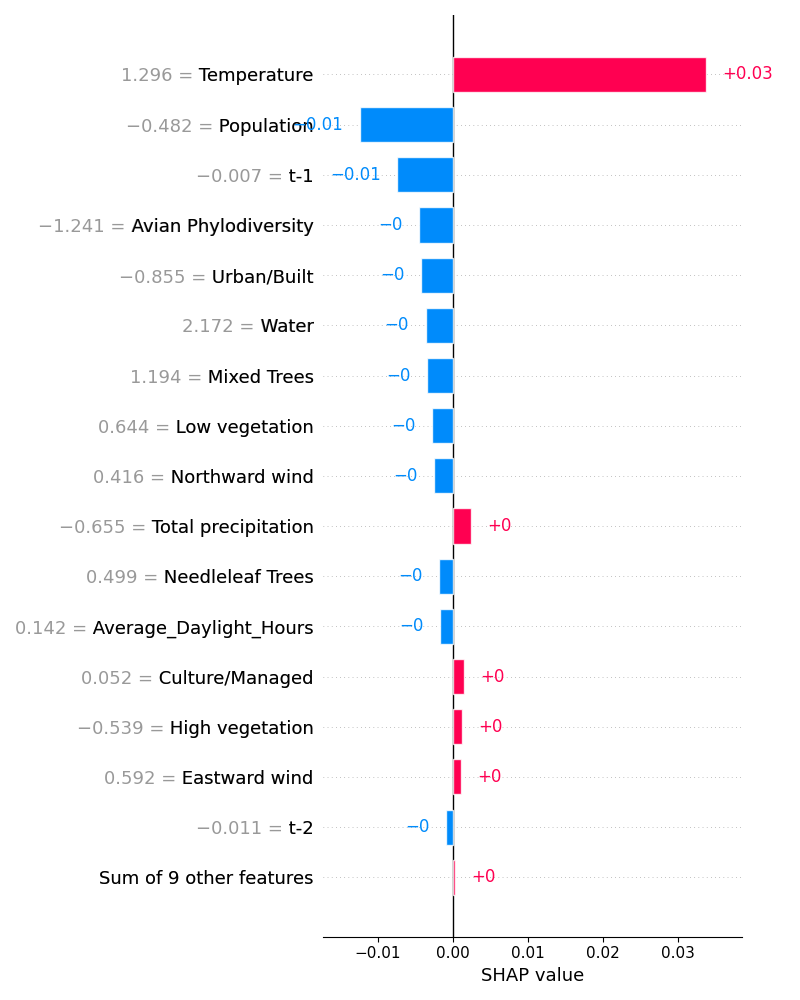 1.296 = Temperature +0.03
−0.482 = Population −0.01
−0.007 = t-1 −0.01
−1.241 = Avian Phylodiversity −0
−0.855 = Urban/Built −0
2.172 = Water −0
1.194 = Mixed Trees −0
0.644 = Low vegetation −0
0.416 = Northward wind −0
−0.655 = Total precipitation +0
0.499 = Needleleaf Trees −0
0.142 = Average_Daylight_Hours −0
0.052 = Culture/Managed +0
−0.539 = High vegetation +0
0.592 = Eastward wind +0
−0.011 = t-2 −0
Sum of 9 other features +0
−0.01 0.00 0.01 0.02 0.03
SHAP value